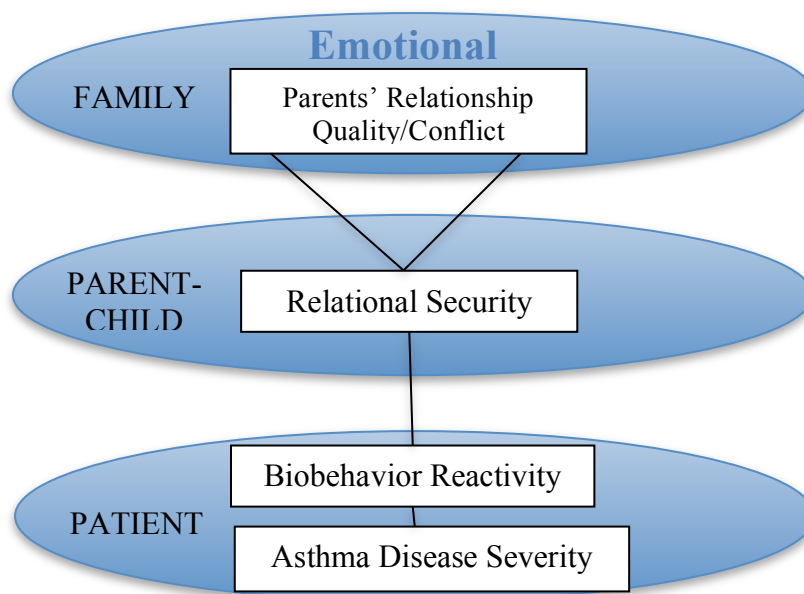 Emotional
FAMILY
Parents’ Relationship
Quality/Conflict
PARENT-
CHILD
Relational Security
Biobehavior Reactivity
PATIENT
Asthma Disease Severity